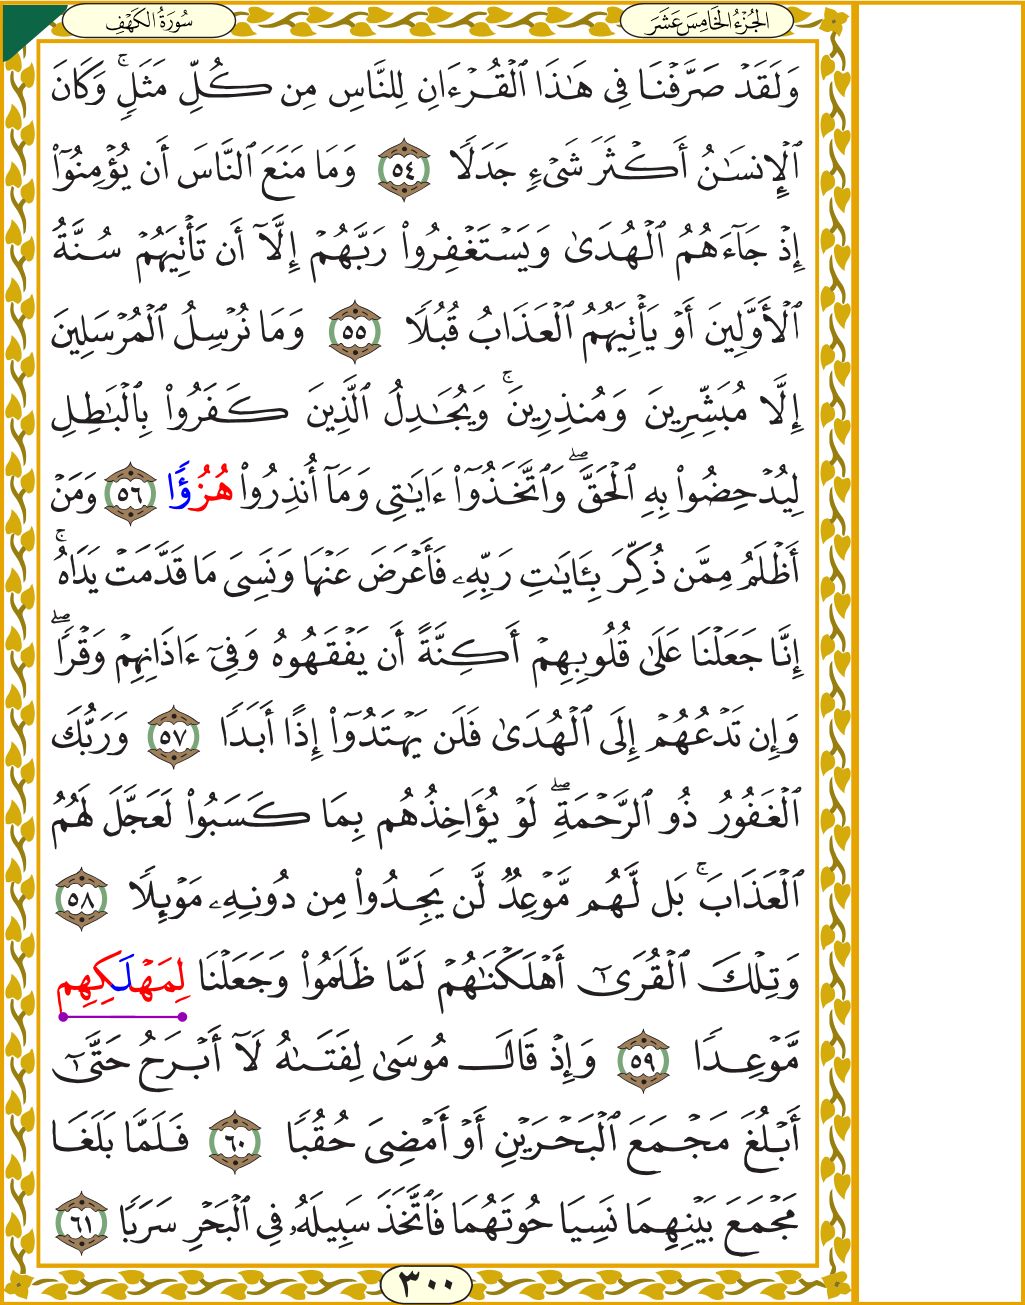 سُورَةُ الكَهْفِ
الجُزْءُ الخَامِسَ عَشَرَ
وَلَقَدۡ صَرَّفۡنَا فِي هَٰذَا ٱلۡقُرۡءَانِ لِلنَّاسِ مِن كُلِّ مَثَلٖۚ وَكَانَ
ٱلۡإِنسَٰنُ أَكۡثَرَ شَيۡءٖ جَدَلٗا ٥٤ وَمَا مَنَعَ ٱلنَّاسَ أَن يُؤۡمِنُوٓاْ
إِذۡ جَآءَهُمُ ٱلۡهُدَىٰ وَيَسۡتَغۡفِرُواْ رَبَّهُمۡ إِلَّآ أَن تَأۡتِيَهُمۡ سُنَّةُ
ٱلۡأَوَّلِينَ أَوۡ يَأۡتِيَهُمُ ٱلۡعَذَابُ قُبُلٗا ٥٥ وَمَا نُرۡسِلُ ٱلۡمُرۡسَلِينَ
إِلَّا مُبَشِّرِينَ وَمُنذِرِينَۚ وَيُجَٰدِلُ ٱلَّذِينَ كَفَرُواْ بِٱلۡبَٰطِلِ
لِيُدۡحِضُواْ بِهِ ٱلۡحَقَّۖ وَٱتَّخَذُوٓاْ ءَايَٰتِي وَمَآ أُنذِرُواْ هُزُؤٗا ٥٦ وَمَنۡ
أَظۡلَمُ مِمَّن ذُكِّرَ بِـَٔايَٰتِ رَبِّهِۦ فَأَعۡرَضَ عَنۡهَا وَنَسِيَ مَا قَدَّمَتۡ يَدَاهُۚ
إِنَّا جَعَلۡنَا عَلَىٰ قُلُوبِهِمۡ أَكِنَّةً أَن يَفۡقَهُوهُ وَفِيٓ ءَاذَانِهِمۡ وَقۡرٗاۖ
وَإِن تَدۡعُهُمۡ إِلَى ٱلۡهُدَىٰ فَلَن يَهۡتَدُوٓاْ إِذًا أَبَدٗا ٥٧ وَرَبُّكَ
ٱلۡغَفُورُ ذُو ٱلرَّحۡمَةِۖ لَوۡ يُؤَاخِذُهُم بِمَا كَسَبُواْ لَعَجَّلَ لَهُمُ
ٱلۡعَذَابَۚ بَل لَّهُم مَّوۡعِدٞ لَّن يَجِدُواْ مِن دُونِهِۦ مَوۡئِلٗا ٥٨
وَتِلۡكَ ٱلۡقُرَىٰٓ أَهۡلَكۡنَٰهُمۡ لَمَّا ظَلَمُواْ وَجَعَلۡنَا لِمَهۡلَكِهِم
مَّوۡعِدٗا ٥٩ وَإِذۡ قَالَ مُوسَىٰ لِفَتَىٰهُ لَآ أَبۡرَحُ حَتَّىٰٓ
أَبۡلُغَ مَجۡمَعَ ٱلۡبَحۡرَيۡنِ أَوۡ أَمۡضِيَ حُقُبٗا ٦٠ فَلَمَّا بَلَغَا
مَجۡمَعَ بَيۡنِهِمَا نَسِيَا حُوتَهُمَا فَٱتَّخَذَ سَبِيلَهُۥ فِي ٱلۡبَحۡرِ سَرَبٗا ٦١
٣٠٠